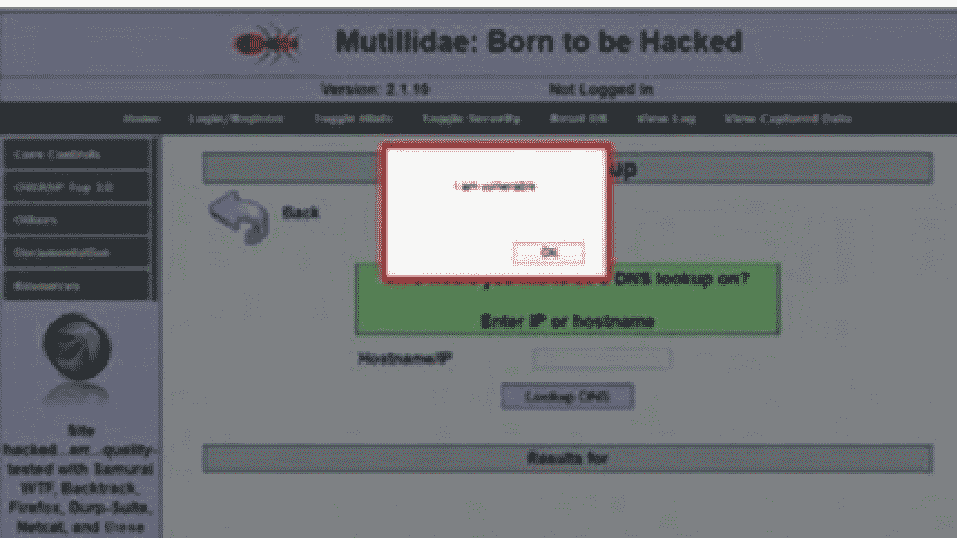 Mutillidae: Born to be Hacked
Version: 2.1.19
Not Logged In
Home
Login/Register
Toggle Hints
Toggle Security
Reset DB
View Log
View Captured Data
Core Controls
OWASP Top 10
Others
Documentation
Resources
up
I am vulnerable
OK
Back
DNS lookup on?
Enter IP or hostname
Hostname/IP
Lookup DNS
Results for
Site
hacked...err...quality-
tested with Samurai
WTF, Backtrack,
Firefox, Burp-Suite,
Netcat, and these